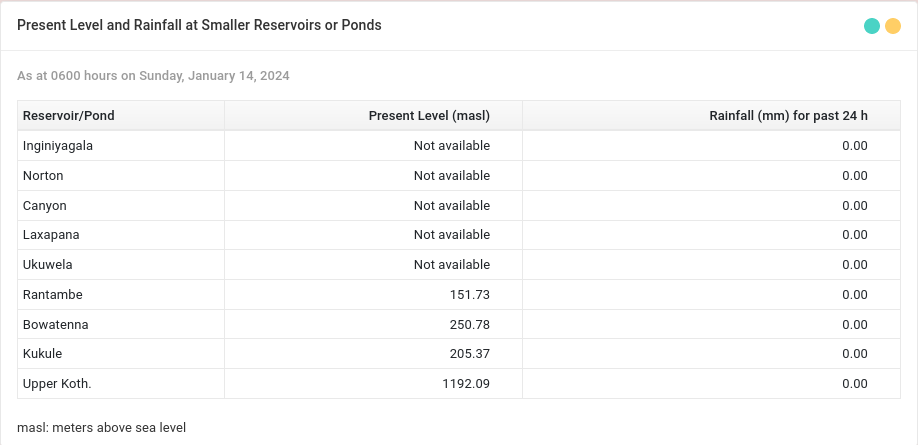 Present Level and Rainfall at Smaller Reservoirs or Ponds
As at 0600 hours on Sunday, January 14, 2024
Reservoir/Pond Present Level (masl) Rainfall (mm) for past 24 h
Inginiyagala Not available 0.00
Norton Not available 0.00
Canyon Not available 0.00
Laxapana Not available 0.00
Ukuwela Not available 0.00
Rantambe 151.73 0.00
Bowatenna 250.78 0.00
Kukule 205.37 0.00
Upper Koth. 1192.09 0.00
masl: meters above sea level